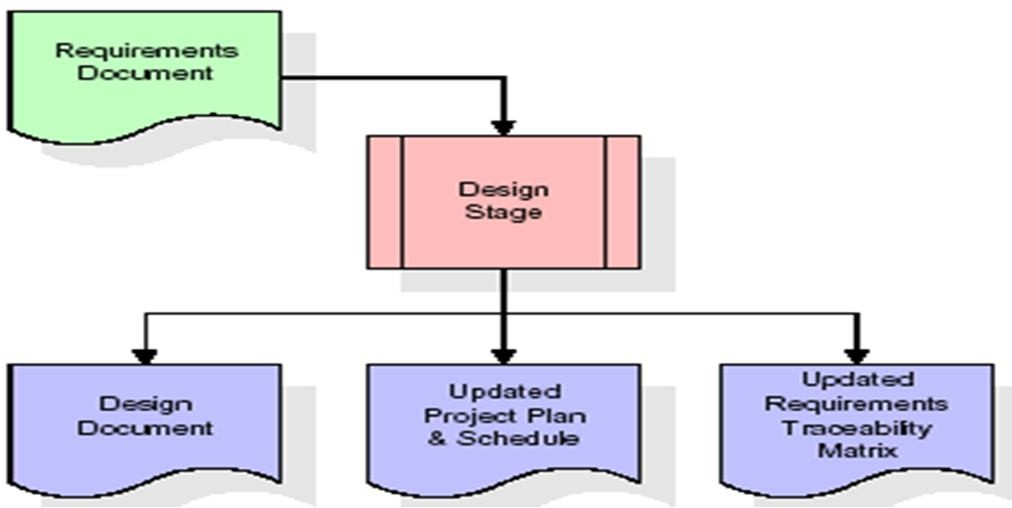 Requirements
Document
Design
Stage
Design
Document
Updated
Project Plan
& Schedule
Updated
Requirements
Traceability
Matrix